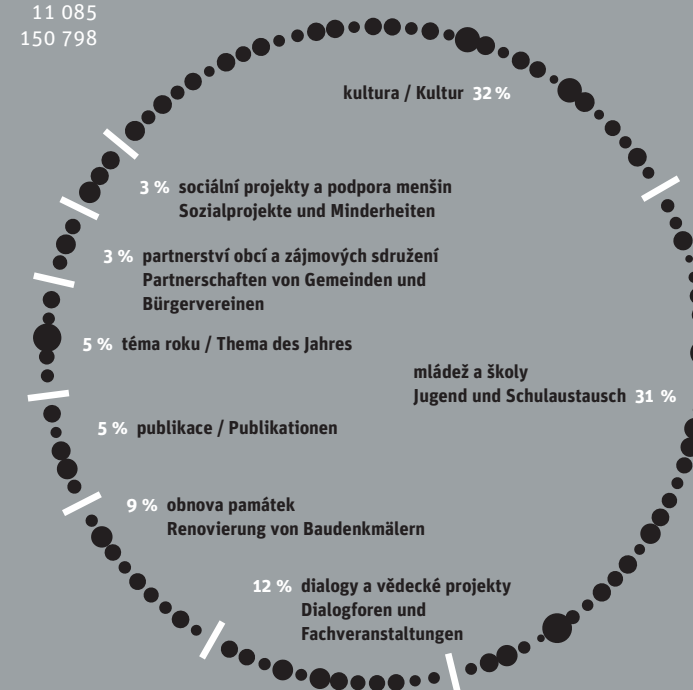 11 085
150 798
kultura / Kultur 32 %
3 % sociální projekty a podpora menšin
Sozialprojekte und Minderheiten
3 % partnerství obcí a zájmových sdružení
Partnerschaften von Gemeinden und
Bürgervereinen
5 % téma roku / Thema des Jahres
mládež a školy
Jugend und Schulaustausch 31 %
5 % publikace / Publikationen
9 % obnova památek
Renovierung von Baudenkmälern
12 % dialogy a vědecké projekty
Dialogforen und
Fachveranstaltungen